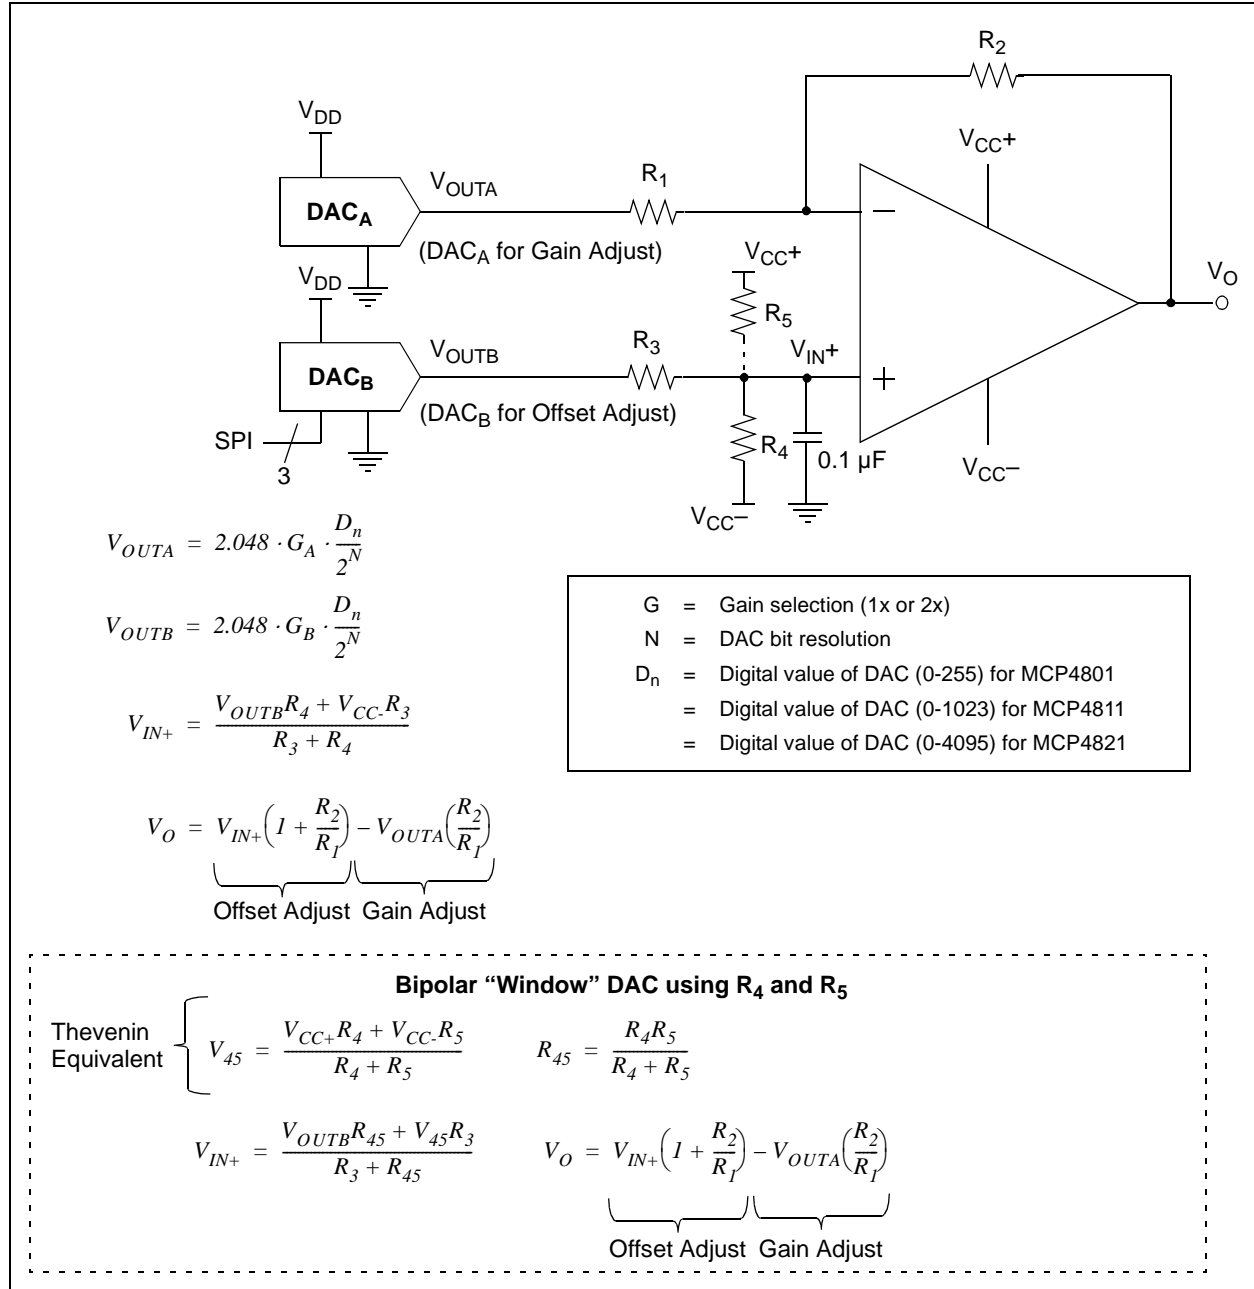 R2
VDD
VCC+
VOUTA
R1
DACA
−
(DACA for Gain Adjust)
VCC+
VDD
VO
R5
R3
VOUTB
VIN+
DACB
+
(DACB for Offset Adjust)
SPI
3
R4
0.1 µF
VCC−
VCC−
VOUTA = 2.048 · GA · Dn/2^N
VOUTB = 2.048 · GB · Dn/2^N
G = Gain selection (1x or 2x)
N = DAC bit resolution
Dn = Digital value of DAC (0-255) for MCP4801
= Digital value of DAC (0-1023) for MCP4811
= Digital value of DAC (0-4095) for MCP4821
VIN+ = (VOUTBR4 + VCC-R3)/(R3 + R4)
VO = VIN+(1 + R2/R1) – VOUTA(R2/R1)
Offset Adjust Gain Adjust
Bipolar “Window” DAC using R4 and R5
Thevenin
Equivalent
V45 = (VCC+R4 + VCC-R5)/(R4 + R5)
R45 = R4R5/(R4 + R5)
VIN+ = (VOUTBR45 + V45R3)/(R3 + R45)
VO = VIN+(1 + R2/R1) – VOUTA(R2/R1)
Offset Adjust Gain Adjust